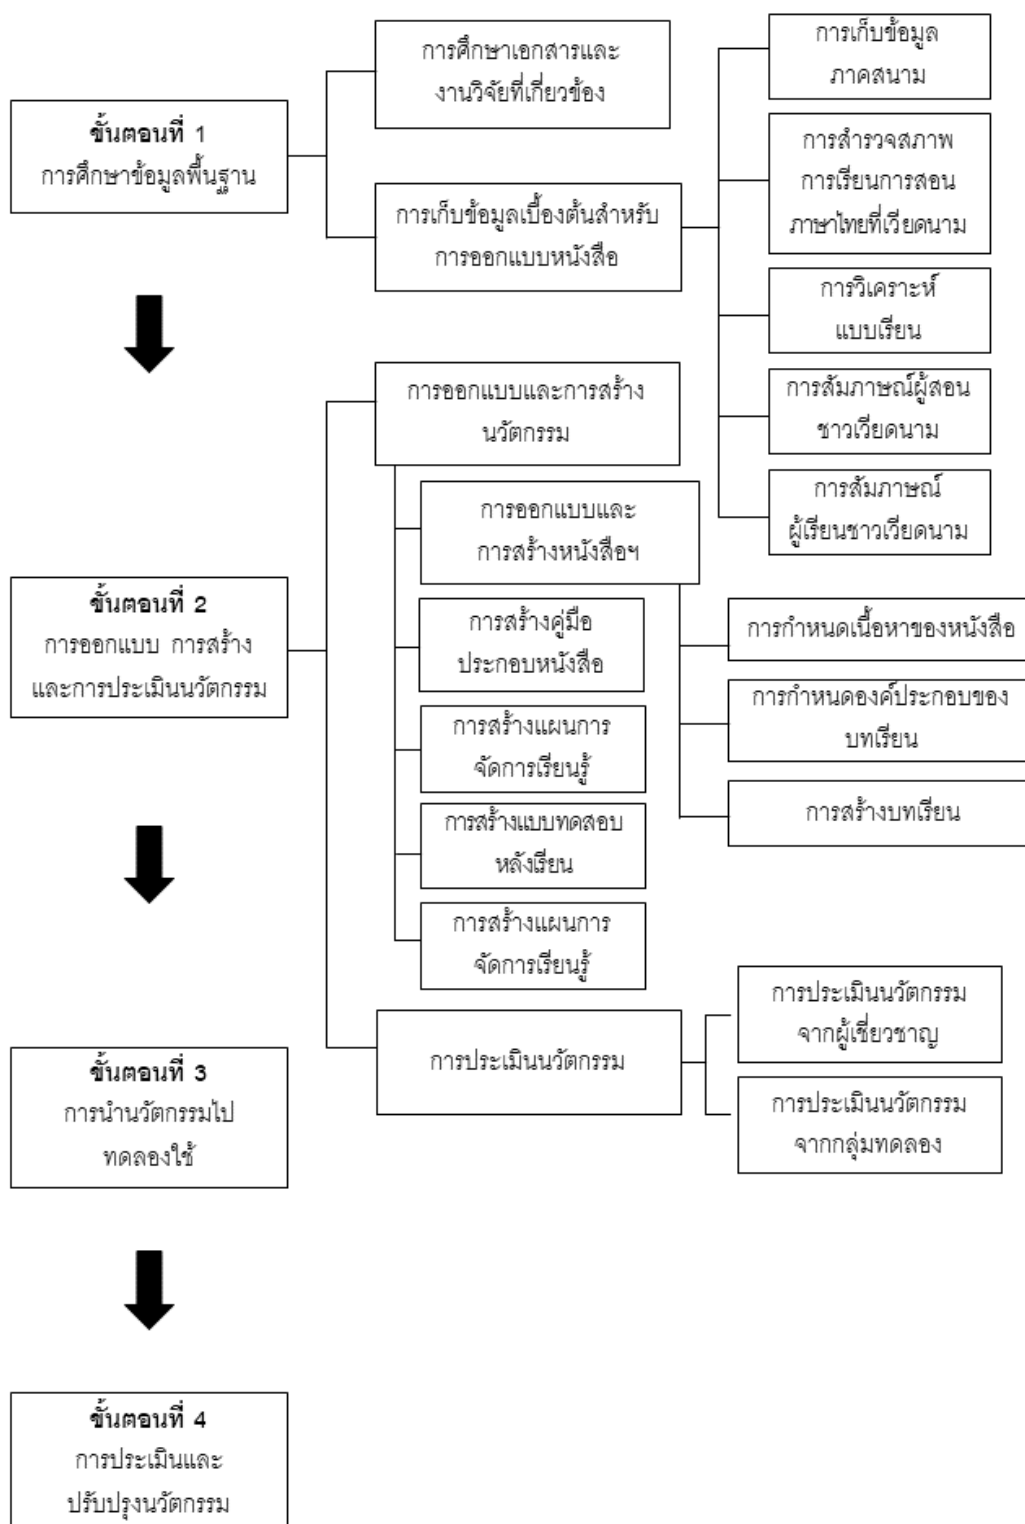 ขั้นตอนที่ 1
การศึกษาข้อมูลพื้นฐาน
การศึกษาเอกสารและ
งานวิจัยที่เกี่ยวข้อง
การเก็บข้อมูลเบื้องต้นสำหรับ
การออกแบบหนังสือ
การเก็บข้อมูล
ภาคสนาม
การสำรวจสภาพ
การเรียนการสอน
ภาษาไทยที่เวียดนาม
การวิเคราะห์
แบบเรียน
การสัมภาษณ์ผู้สอน
ชาวเวียดนาม
การสัมภาษณ์
ผู้เรียนชาวเวียดนาม
ขั้นตอนที่ 2
การออกแบบ การสร้าง
และการประเมินนวัตกรรม
การออกแบบและการสร้าง
นวัตกรรม
การออกแบบและ
การสร้างหนังสือฯ
การสร้างคู่มือ
ประกอบหนังสือ
การสร้างแผนการ
จัดการเรียนรู้
การสร้างแบบทดสอบ
หลังเรียน
การสร้างแผนการ
จัดการเรียนรู้
การกำหนดเนื้อหาของหนังสือ
การกำหนดองค์ประกอบของ
บทเรียน
การสร้างบทเรียน
การประเมินนวัตกรรม
การประเมินนวัตกรรม
จากผู้เชี่ยวชาญ
การประเมินนวัตกรรม
จากกลุ่มทดลอง
ขั้นตอนที่ 3
การนำนวัตกรรมไป
ทดลองใช้
ขั้นตอนที่ 4
การประเมินและ
ปรับปรุงนวัตกรรม